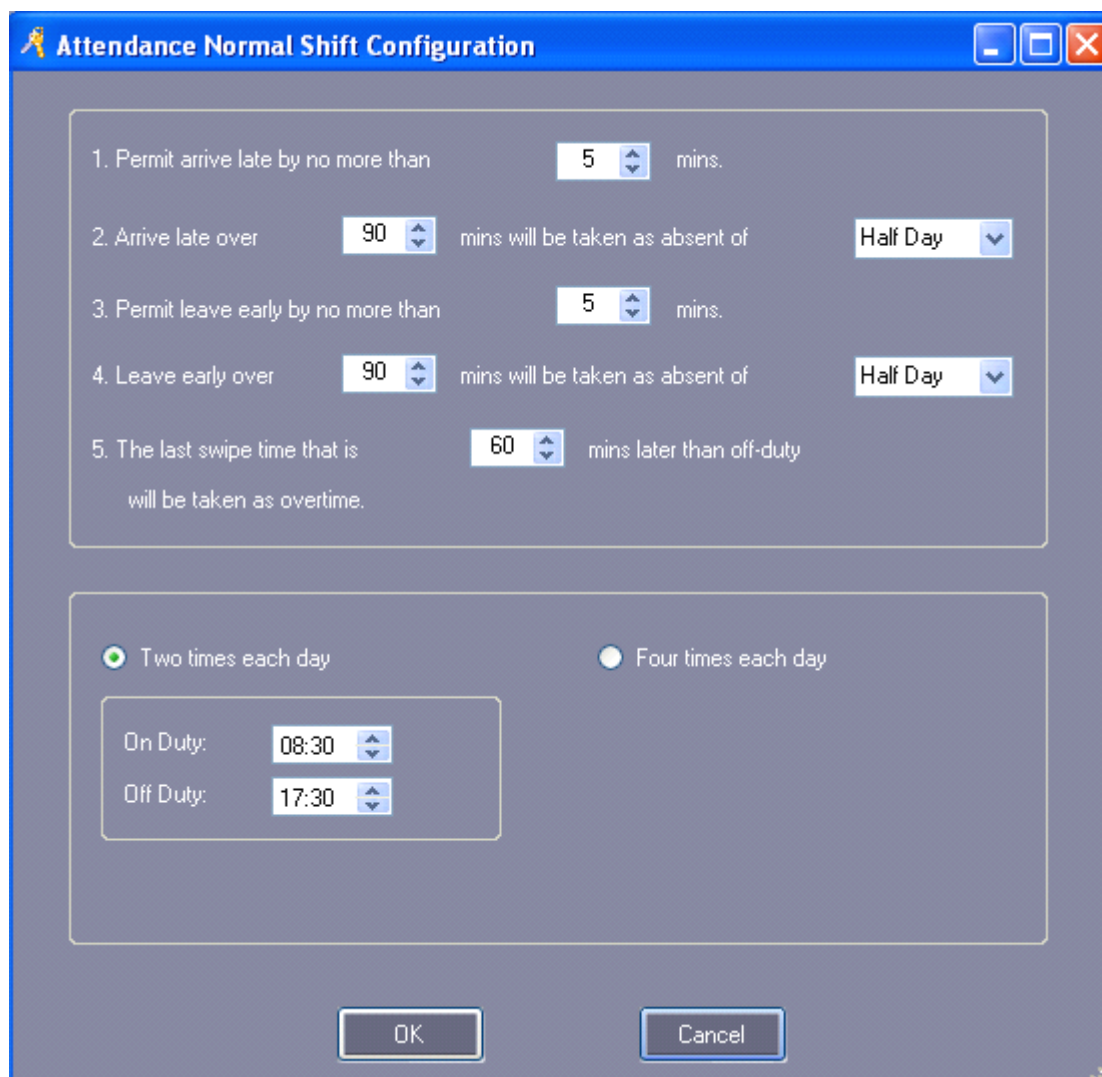 Attendance Normal Shift Configuration
1. Permit arrive late by no more than 5 mins.
2. Arrive late over 90 mins will be taken as absent of Half Day
3. Permit leave early by no more than 5 mins.
4. Leave early over 90 mins will be taken as absent of Half Day
5. The last swipe time that is 60 mins later than off-duty
will be taken as overtime.
Two times each day Four times each day
On Duty: 08:30
Off Duty: 17:30
OK Cancel